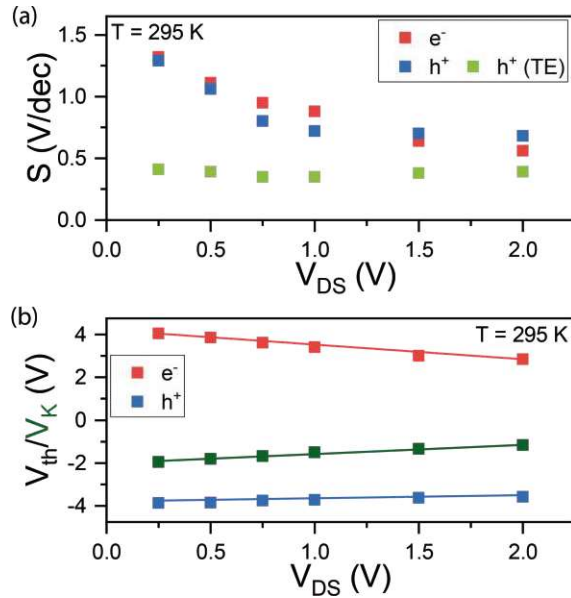 (a)
T = 295 K
e⁻
h⁺ h⁺ (TE)
S (V/dec)
1.5
1.0
0.5
0.0
0.0 0.5 1.0 1.5 2.0
V_DS (V)
(b)
T = 295 K
e⁻
h⁺
V_th/V_K (V)
4
2
0
-2
-4
0.0 0.5 1.0 1.5 2.0
V_DS (V)